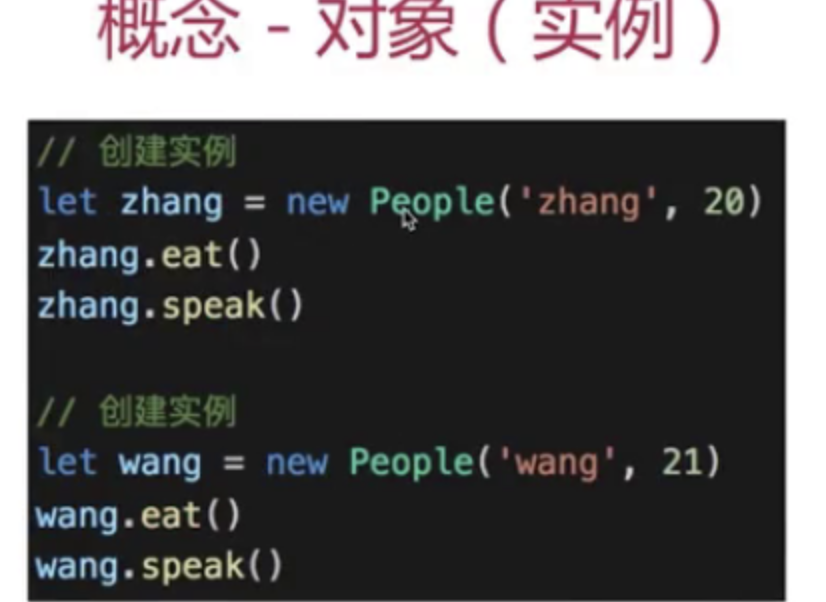 概念 - 对象（实例）
// 创建实例
let zhang = new People('zhang', 20)
zhang.eat()
zhang.speak()
// 创建实例
let wang = new People('wang', 21)
wang.eat()
wang.speak()